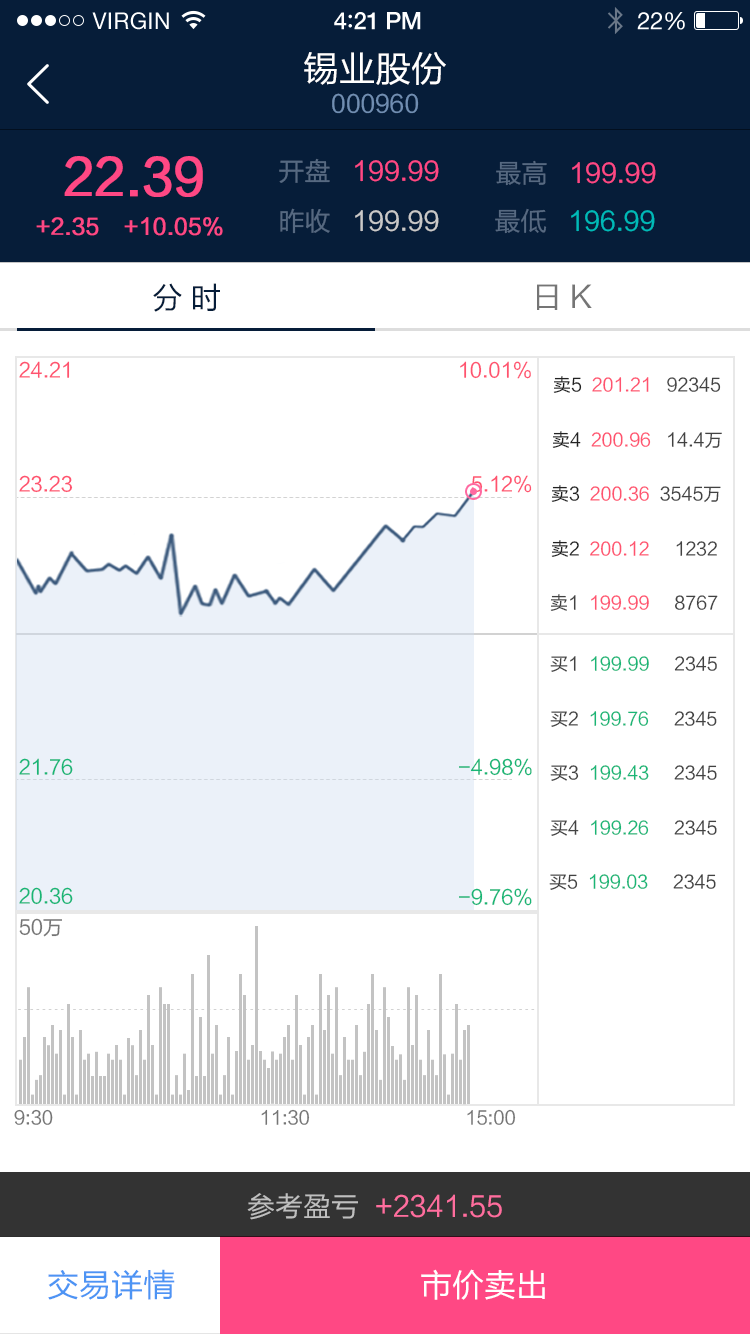 VIRGIN 4:21 PM 22%
锡业股份
000960
22.39 开盘 199.99 最高 199.99
+2.35 +10.05% 昨收 199.99 最低 196.99
分时 日K
24.21 10.01%
卖5 201.21 92345
卖4 200.96 14.4万
23.23 5.12%
卖3 200.36 3545万
卖2 200.12 1232
卖1 199.99 8767
买1 199.99 2345
买2 199.76 2345
21.76 -4.98%
买3 199.43 2345
买4 199.26 2345
买5 199.03 2345
20.36 -9.76%
50万
9:30 11:30 15:00
参考盈亏 +2341.55
交易详情 市价卖出